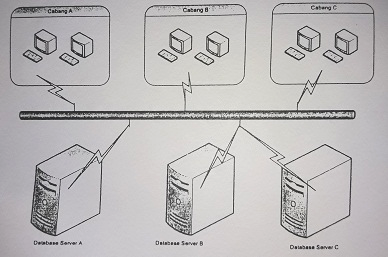 Cabang A
Cabang B
Cabang C
Database Server A
Database Server B
Database Server C